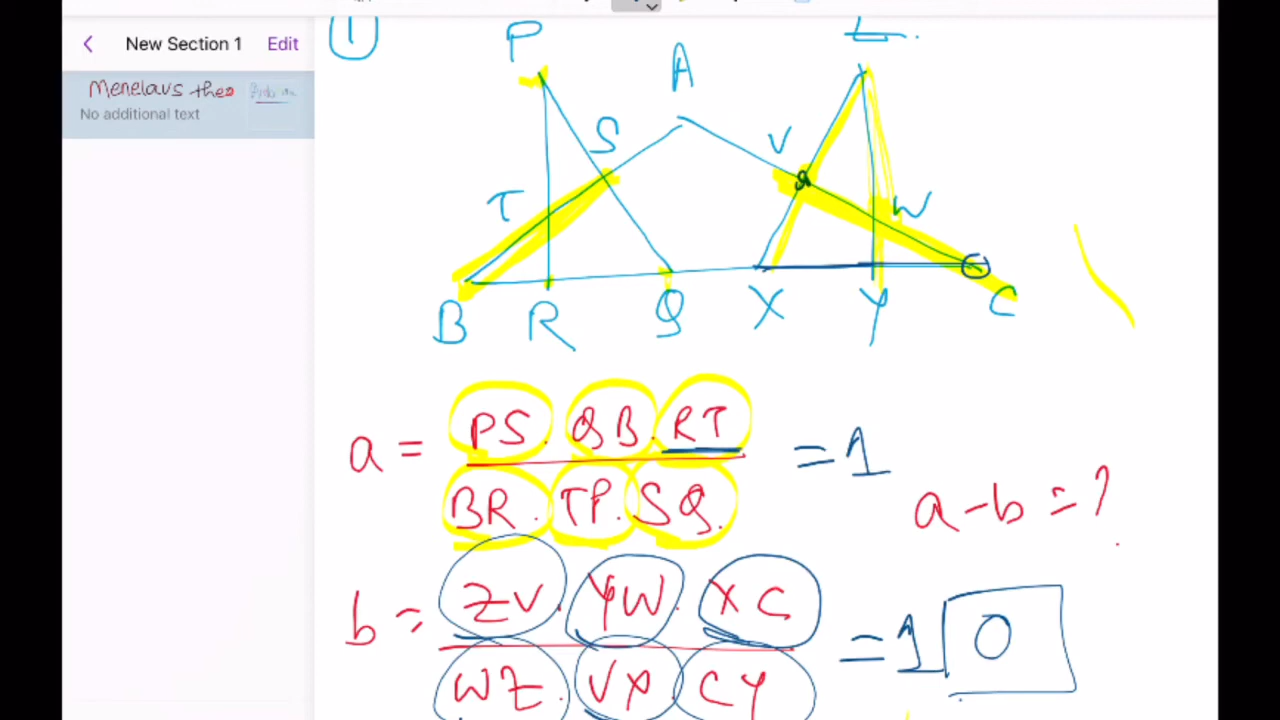 New Section 1 Edit
Menelaus theo
No additional text
1
P A Z
S V
T W
B R Q X Y C
a = PS. QB. RT / BR. TP. SQ. = 1
a - b = ?
b = ZV. YW. XC / WZ. VX. CY = 1 0